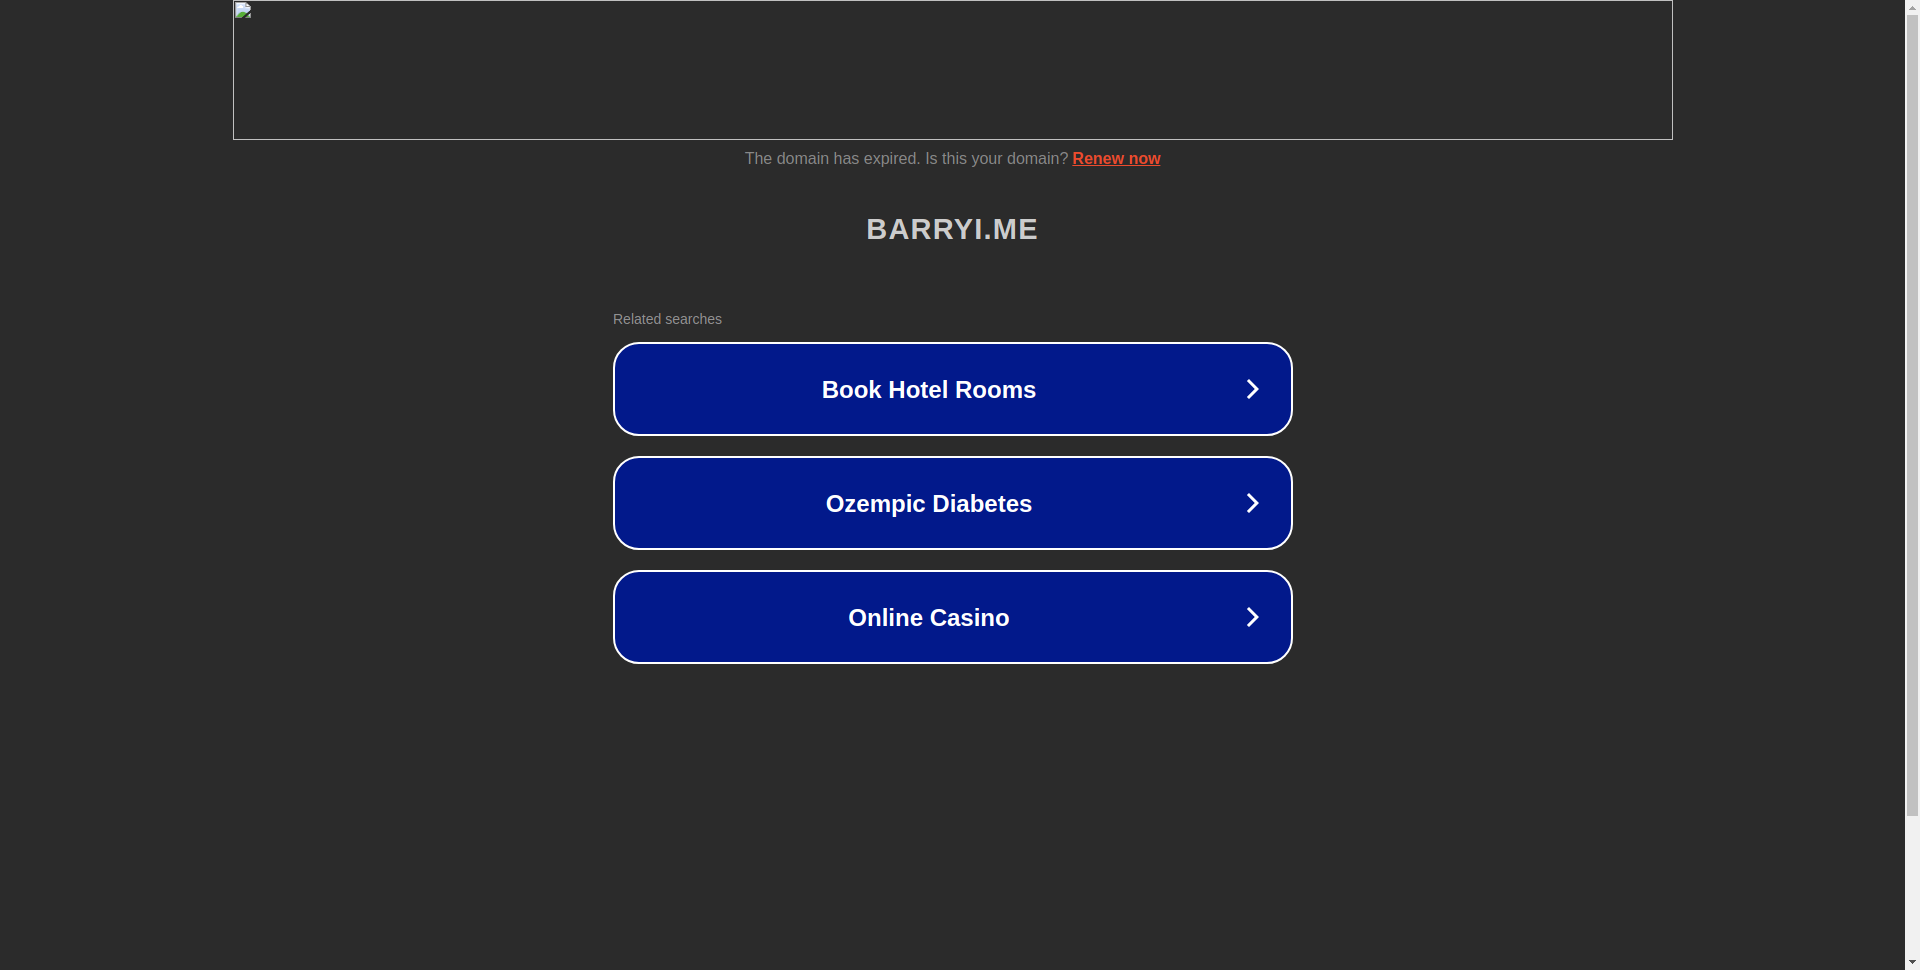 The domain has expired. Is this your domain? Renew now
BARRYI.ME
Related searches
Book Hotel Rooms
Ozempic Diabetes
Online Casino